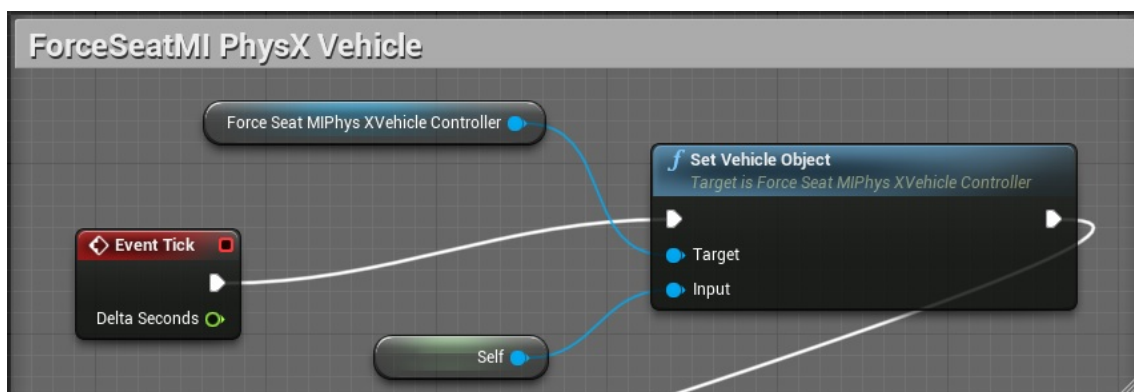 ForceSeatMI PhysX Vehicle
Force Seat MIPhys XVehicle Controller
f Set Vehicle Object
Target is Force Seat MIPhys XVehicle Controller
Event Tick
Target
Input
Delta Seconds
Self